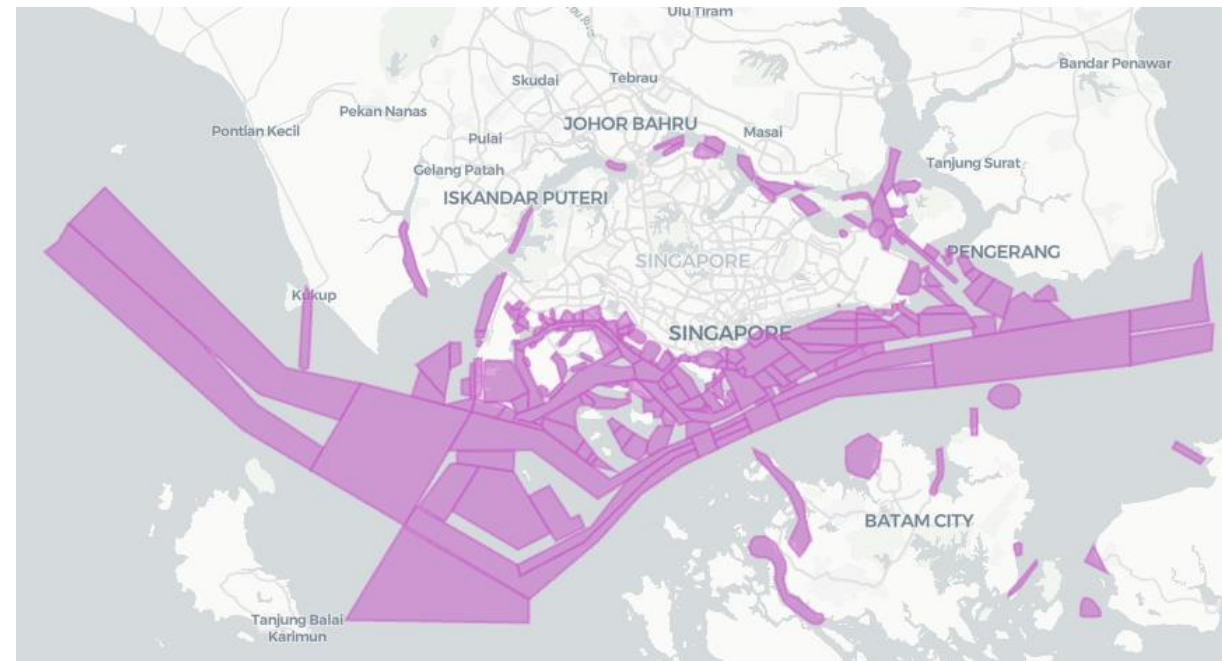 Ulu Tiram
Bandar Penawar
Skudai
Tebrau
Pekan Nanas
JOHOR BAHRU
Masai
Pontian Kecil
Pulai
Gelang Patah
Tanjung Surat
ISKANDAR PUTERI
SINGAPORE
PENGERANG
Kukup
SINGAPORE
BATAM CITY
Tanjung Balai
Karimun